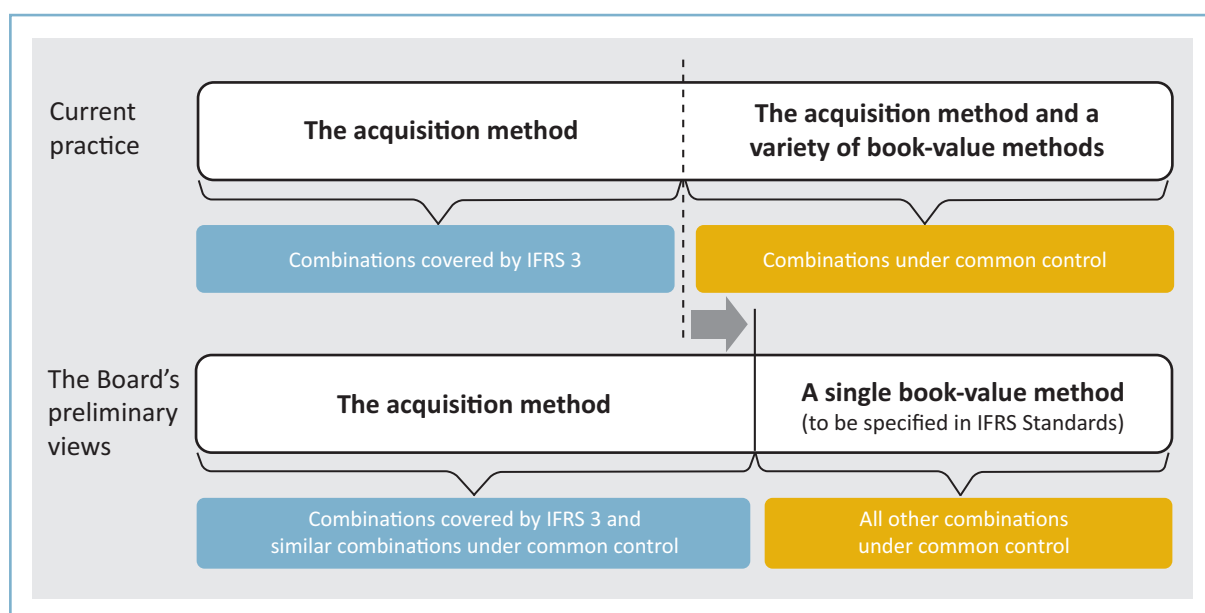 Current
practice
The acquisition method
The acquisition method and a
variety of book-value methods
Combinations covered by IFRS 3
Combinations under common control
The Board’s
preliminary
views
The acquisition method
A single book-value method
(to be specified in IFRS Standards)
Combinations covered by IFRS 3 and
similar combinations under common control
All other combinations
under common control